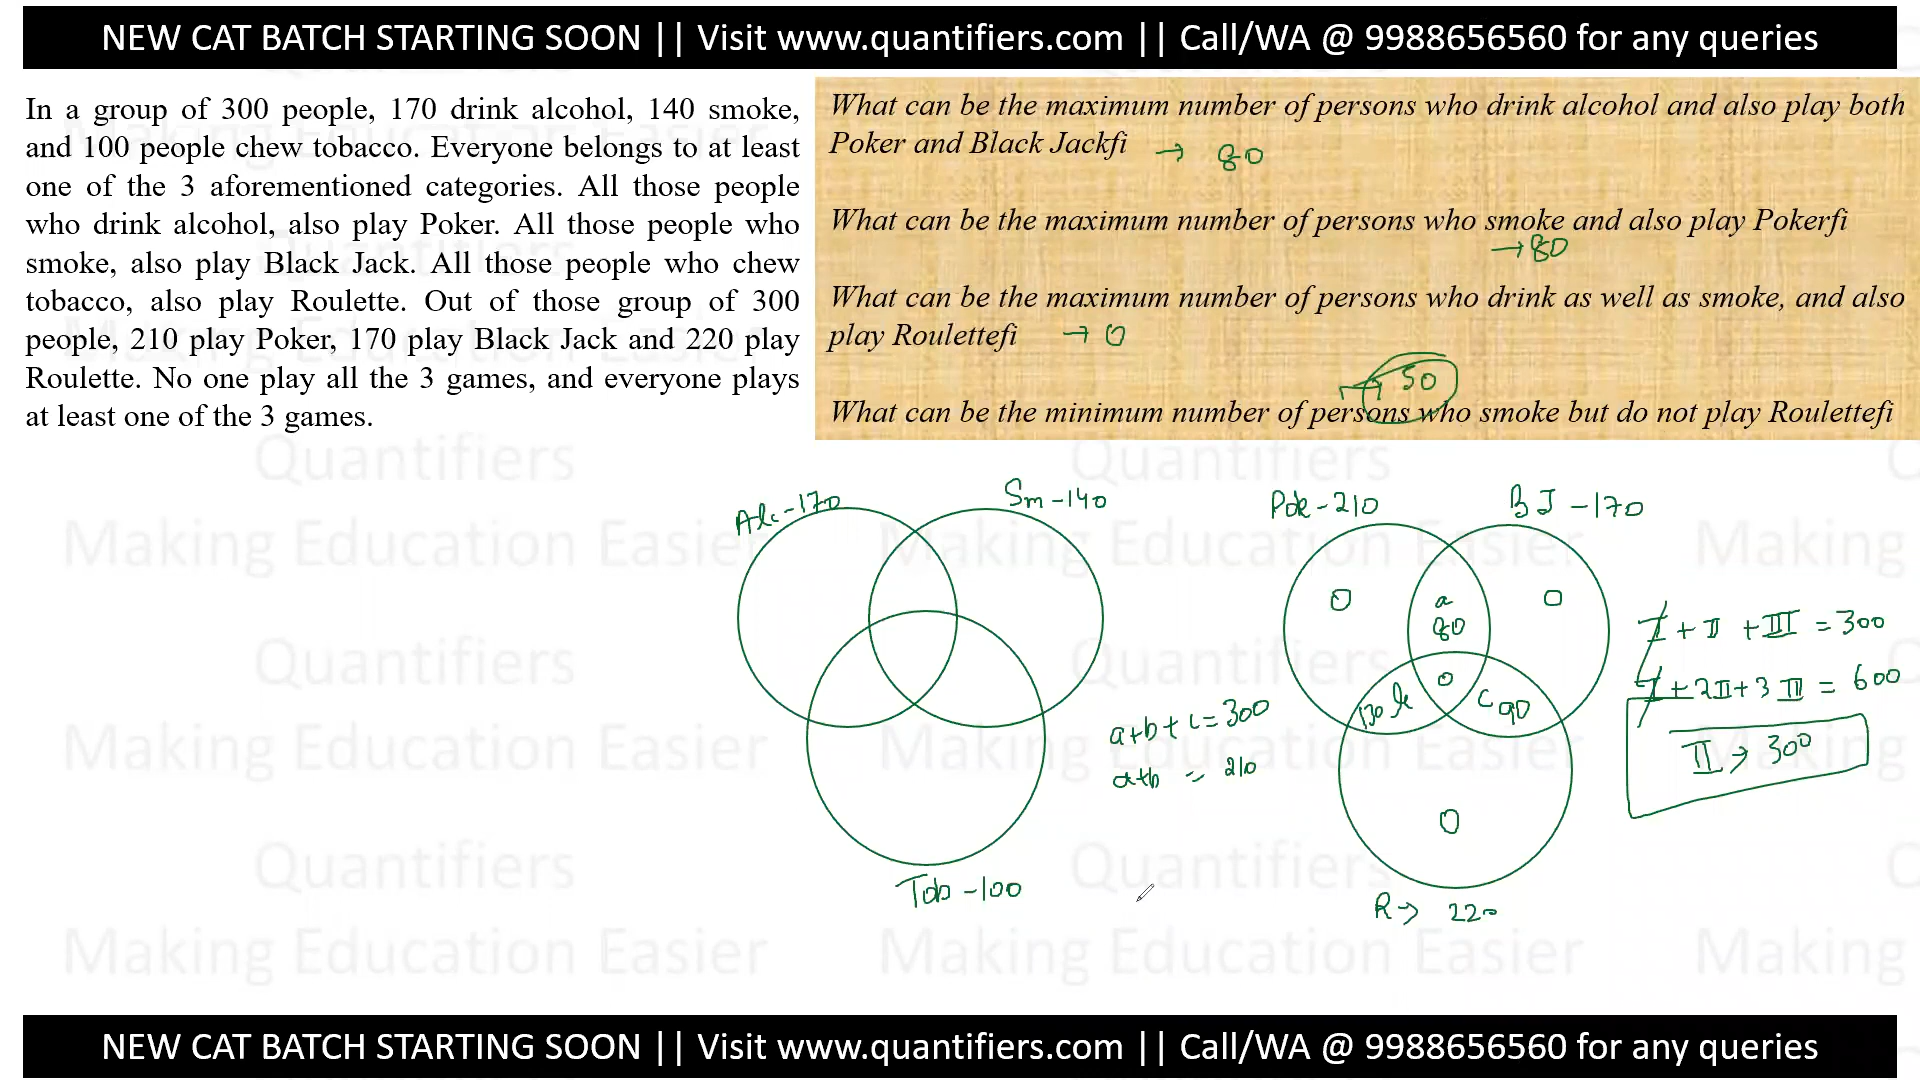 NEW CAT BATCH STARTING SOON || Visit www.quantifiers.com || Call/WA @ 9988656560 for any queries
In a group of 300 people, 170 drink alcohol, 140 smoke,
and 100 people chew tobacco. Everyone belongs to at least
one of the 3 aforementioned categories. All those people
who drink alcohol, also play Poker. All those people who
smoke, also play Black Jack. All those people who chew
tobacco, also play Roulette. Out of those group of 300
people, 210 play Poker, 170 play Black Jack and 220 play
Roulette. No one play all the 3 games, and everyone plays
at least one of the 3 games.
What can be the maximum number of persons who drink alcohol and also play both
Poker and Black Jackfi → 80
What can be the maximum number of persons who smoke and also play Pokerfi
→ 80
What can be the maximum number of persons who drink as well as smoke, and also
play Roulettefi → 0
→ 50
What can be the minimum number of persons who smoke but do not play Roulettefi
Alc-170
Sm-140
Tob-100
Pok-210
BJ-170
0
a
80
0
0
130 b
c 90
0
R→ 220
a+b+c=300
a+b = 210
I + II + III = 300
I + 2II + 3III = 600
II → 300
Quantifiers
Making Education Easier
NEW CAT BATCH STARTING SOON || Visit www.quantifiers.com || Call/WA @ 9988656560 for any queries